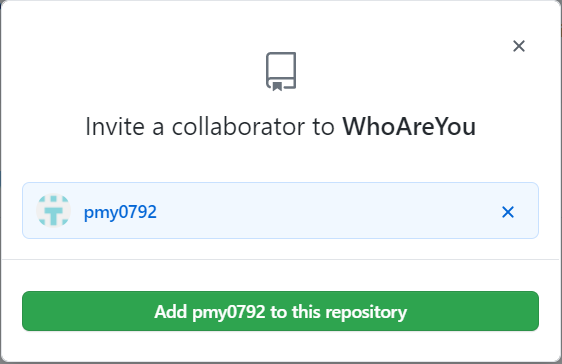 Invite a collaborator to WhoAreYou
pmy0792
Add pmy0792 to this repository